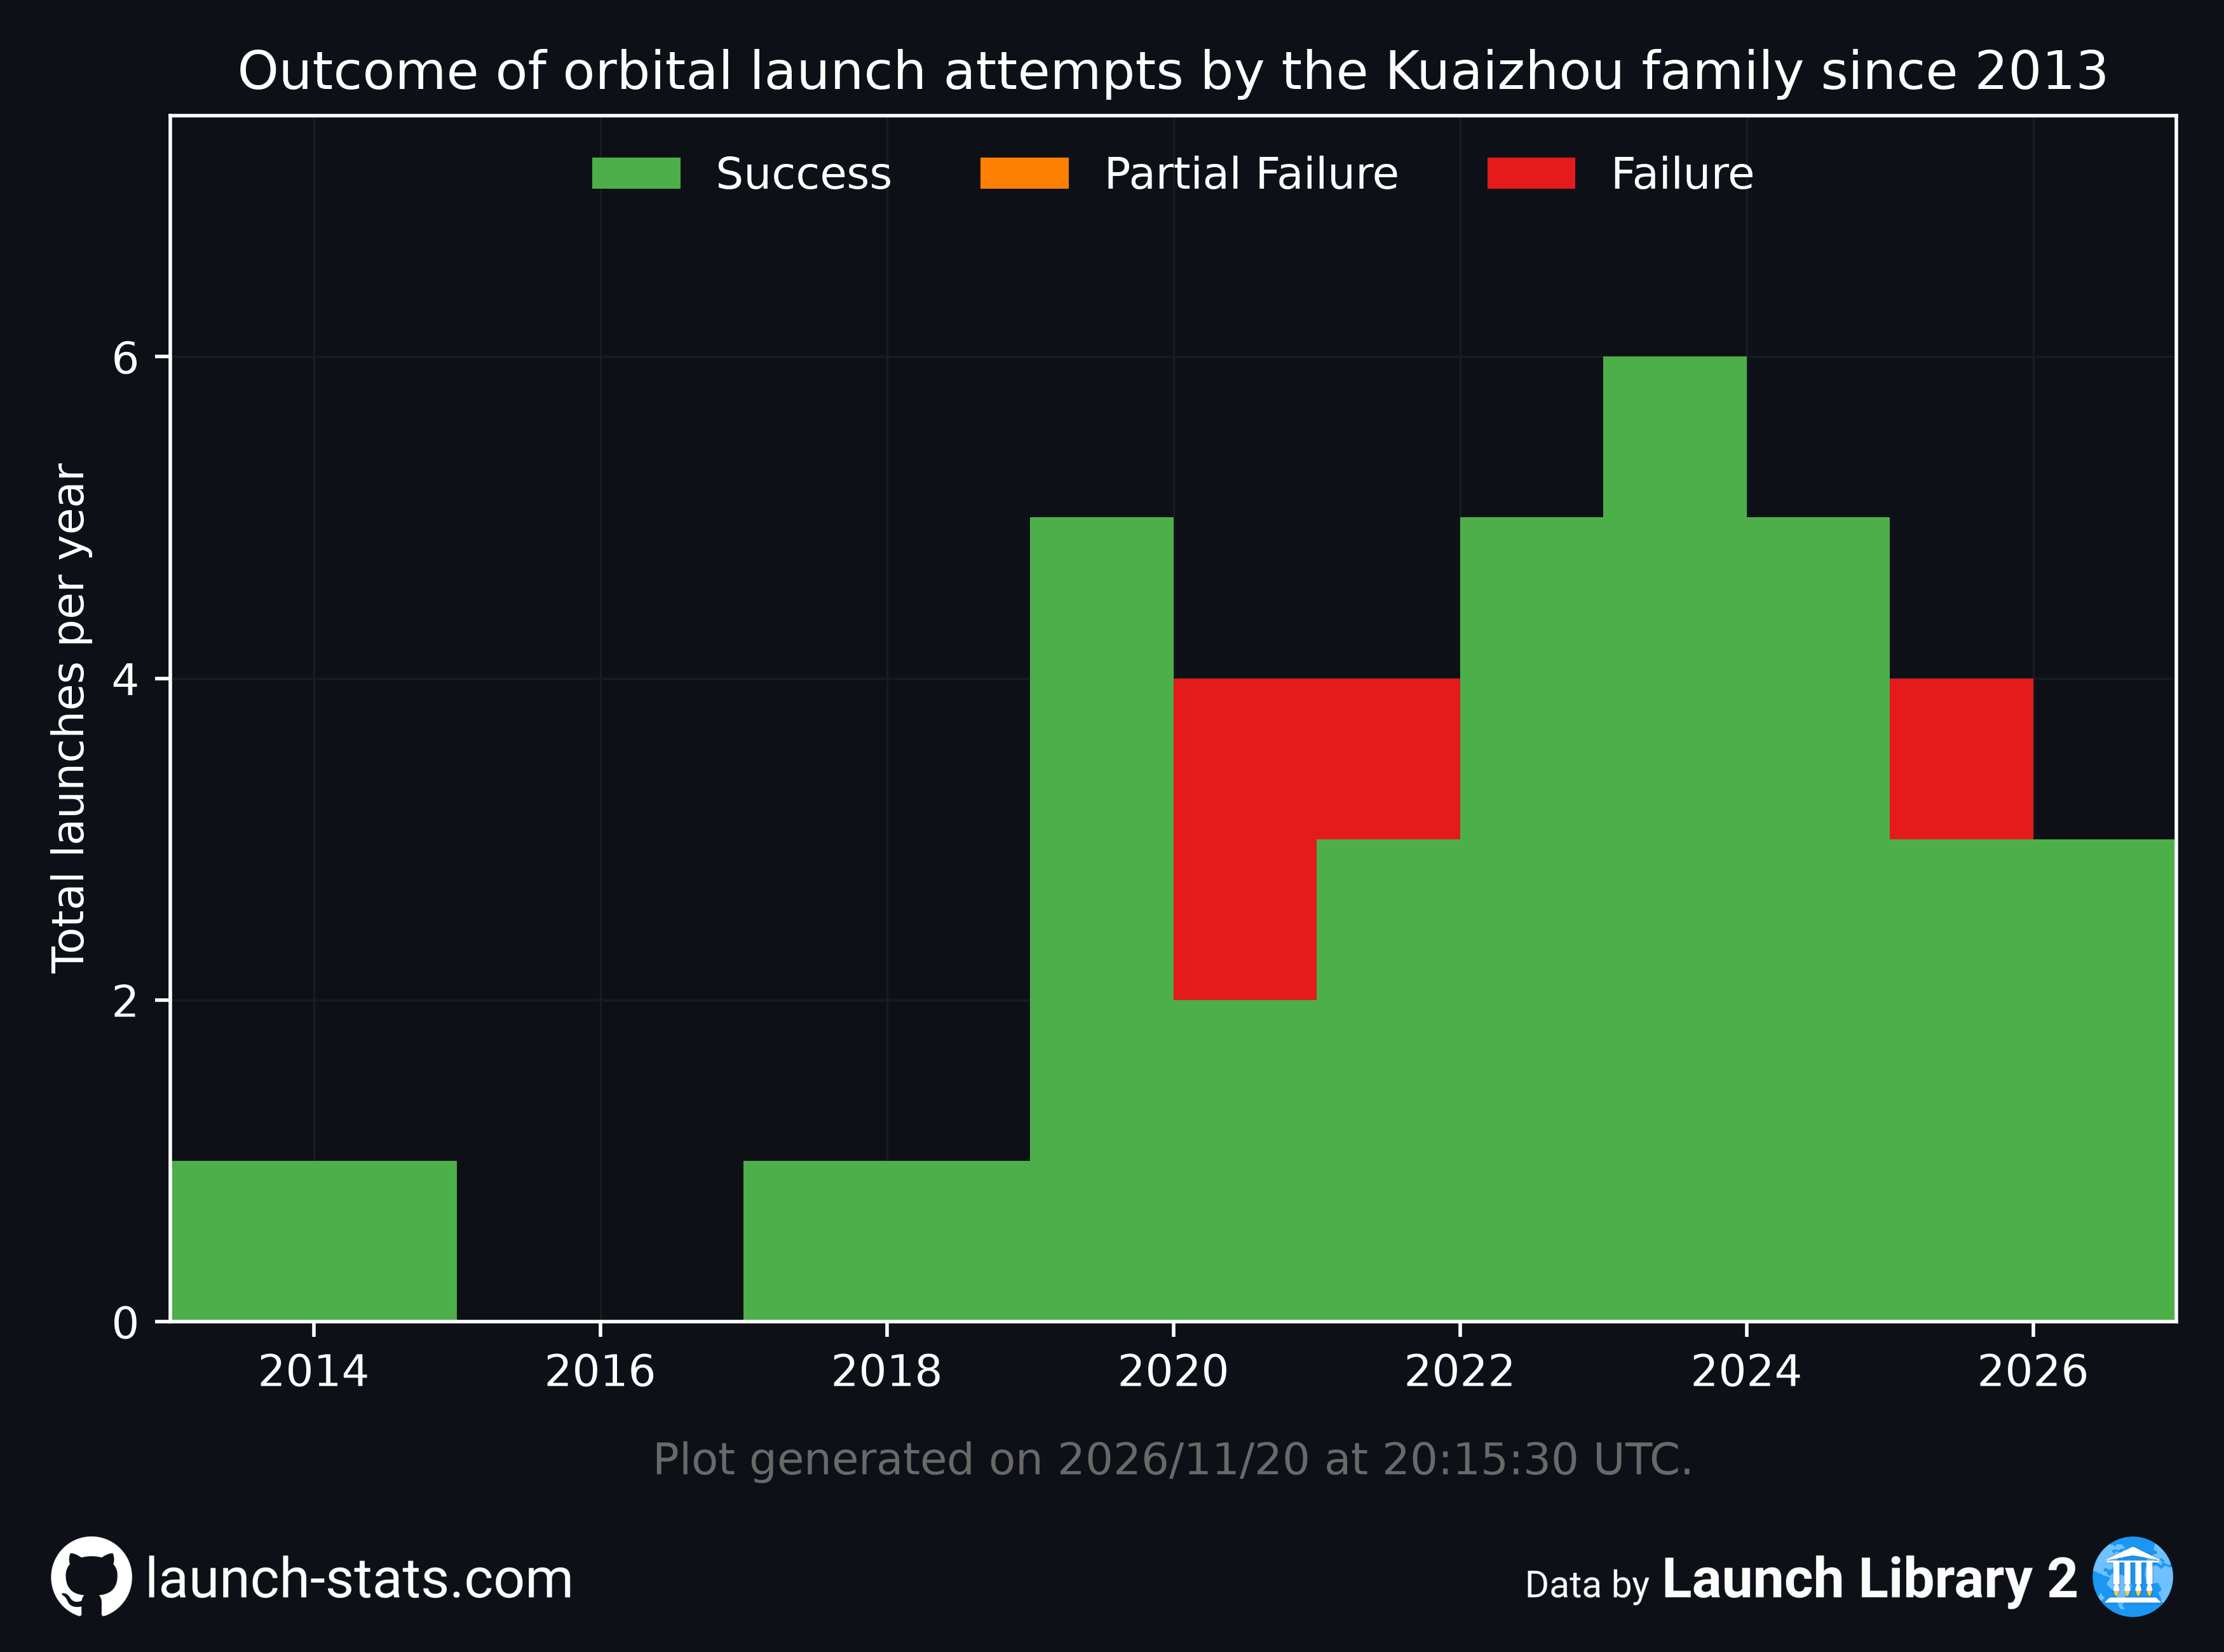 Outcome of orbital launch attempts by the Kuaizhou family since 2013
Success Partial Failure Failure
Total launches per year
6
4
2
0
2014 2016 2018 2020 2022 2024 2026
Plot generated on 2026/11/20 at 20:15:30 UTC.
launch-stats.com
Data by Launch Library 2